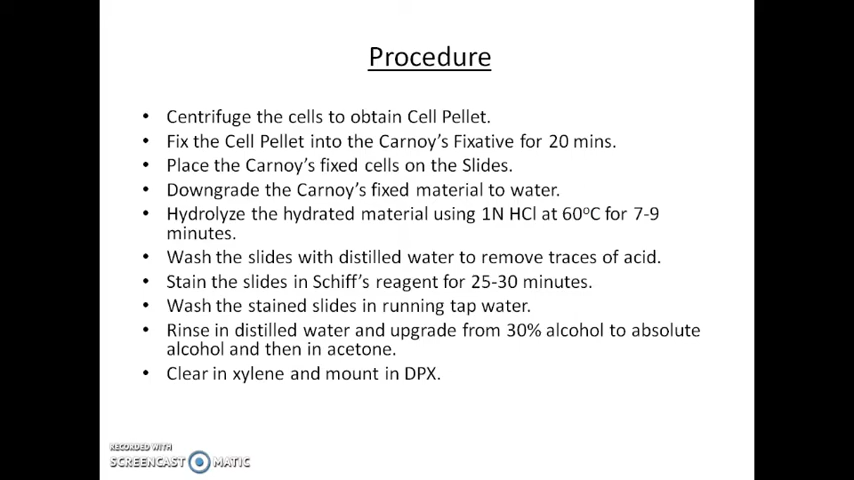 Procedure
• Centrifuge the cells to obtain Cell Pellet.
• Fix the Cell Pellet into the Carnoy's Fixative for 20 mins.
• Place the Carnoy's fixed cells on the Slides.
• Downgrade the Carnoy's fixed material to water.
• Hydrolyze the hydrated material using 1N HCl at 60°C for 7-9
minutes.
• Wash the slides with distilled water to remove traces of acid.
• Stain the slides in Schiff's reagent for 25-30 minutes.
• Wash the stained slides in running tap water.
• Rinse in distilled water and upgrade from 30% alcohol to absolute
alcohol and then in acetone.
• Clear in xylene and mount in DPX.
RECORDED WITH
SCREENCAST MATIC